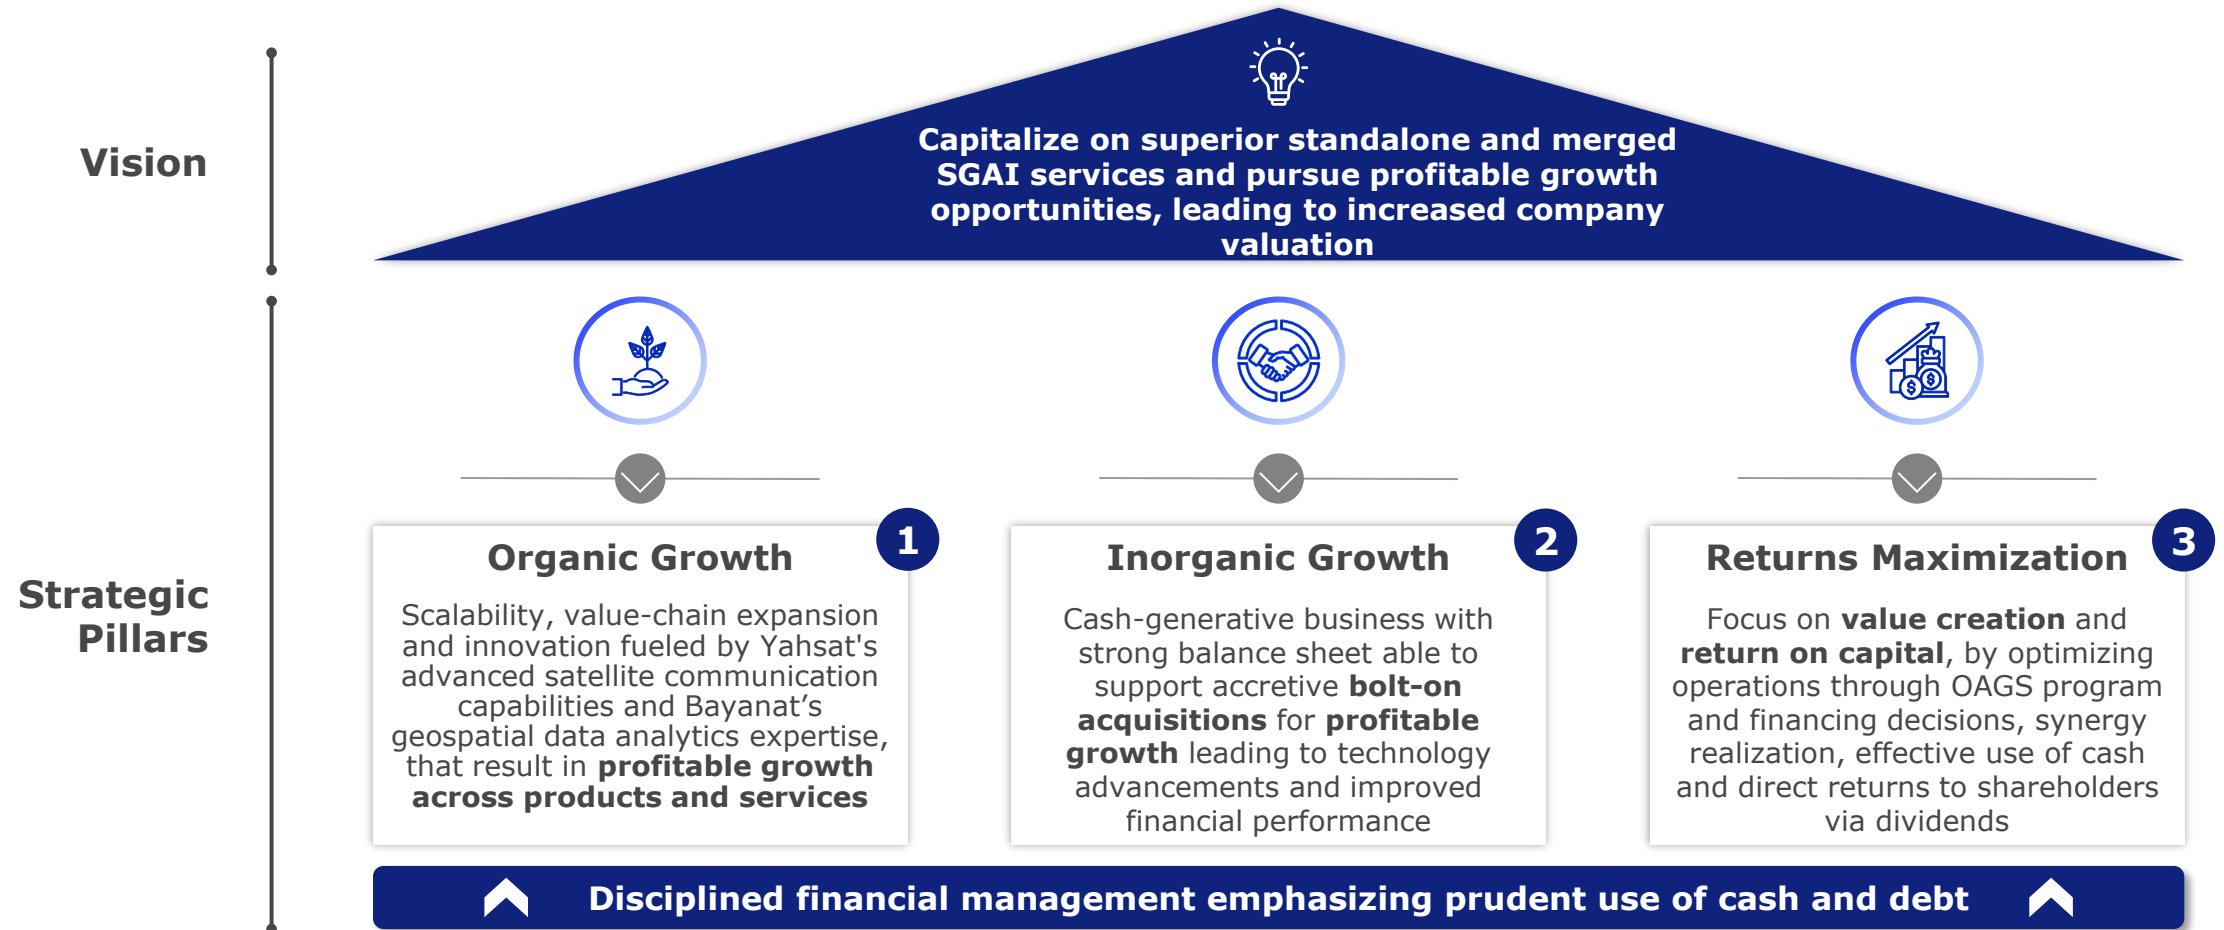 Vision
Capitalize on superior standalone and merged
SGAI services and pursue profitable growth
opportunities, leading to increased company
valuation
Strategic
Pillars
1
Organic Growth
Scalability, value-chain expansion
and innovation fueled by Yahsat's
advanced satellite communication
capabilities and Bayanat’s
geospatial data analytics expertise,
that result in profitable growth
across products and services
2
Inorganic Growth
Cash-generative business with
strong balance sheet able to
support accretive bolt-on
acquisitions for profitable
growth leading to technology
advancements and improved
financial performance
3
Returns Maximization
Focus on value creation and
return on capital, by optimizing
operations through OAGS program
and financing decisions, synergy
realization, effective use of cash
and direct returns to shareholders
via dividends
Disciplined financial management emphasizing prudent use of cash and debt